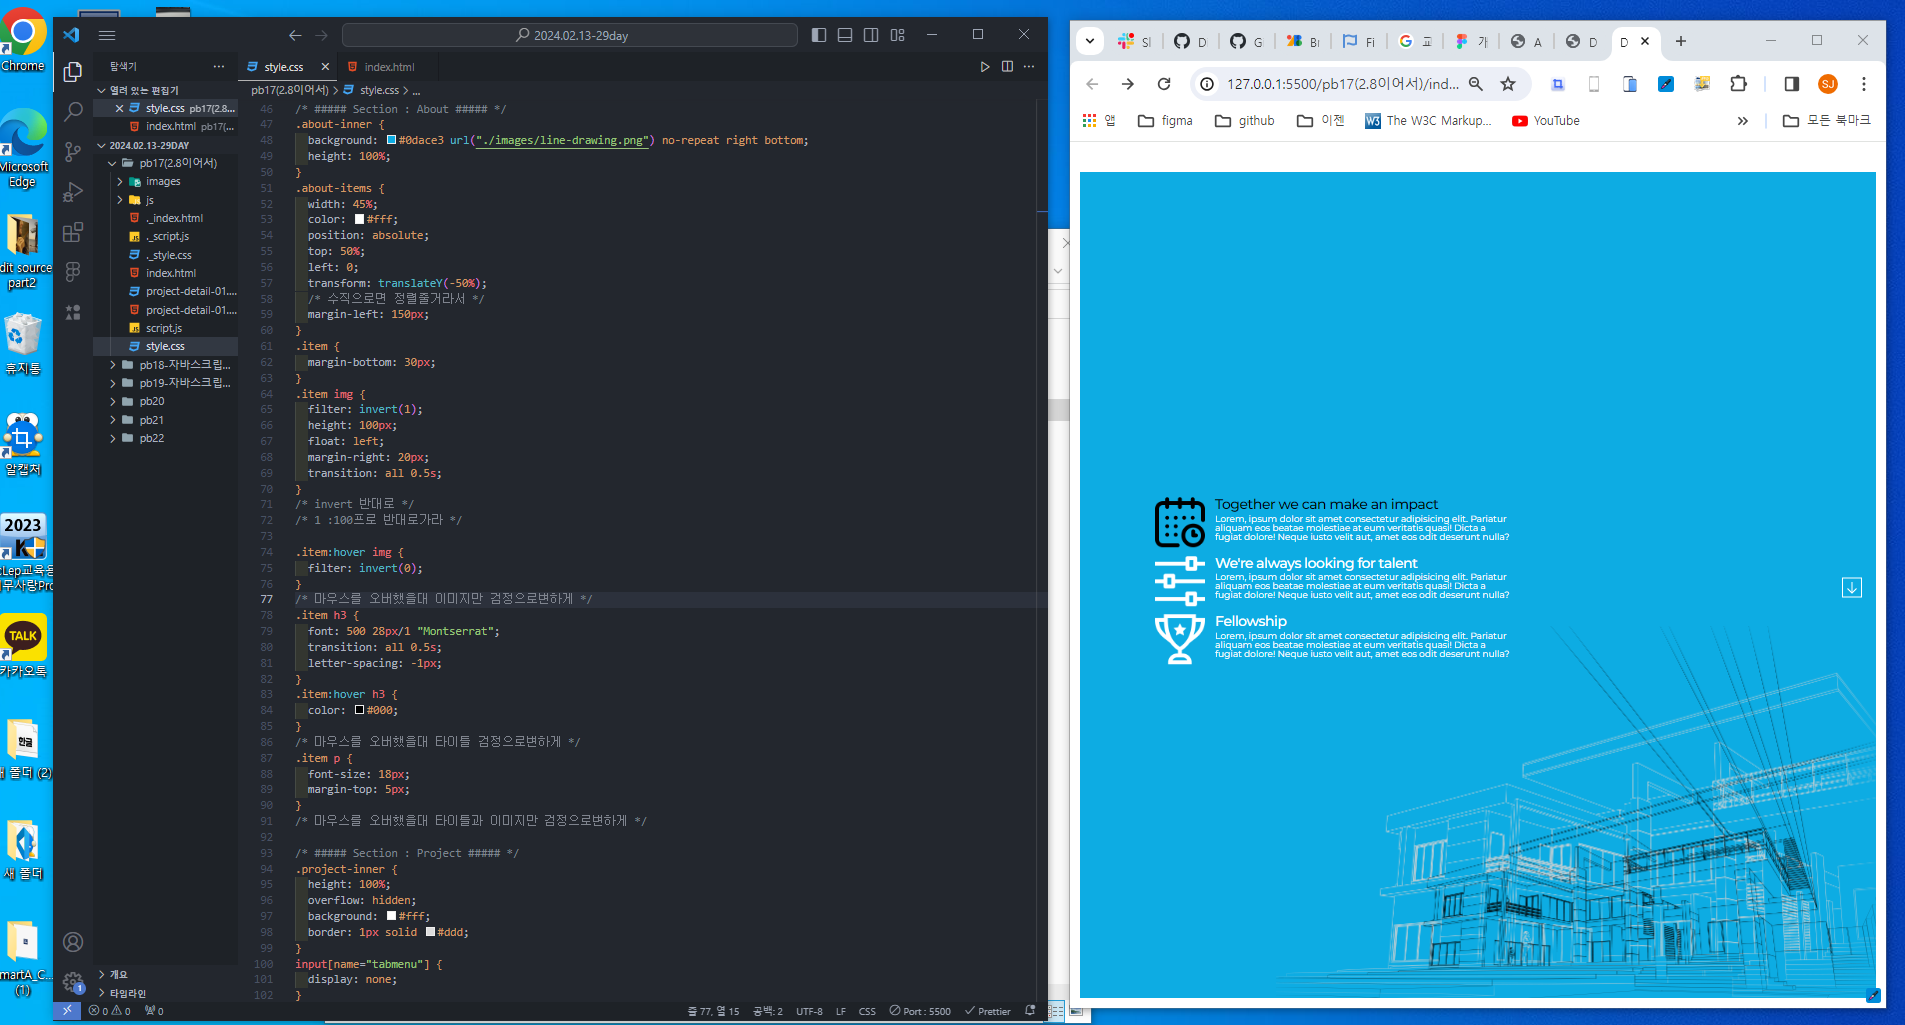 Chrome
Microsoft
Edge
dit source
part2
휴지통
알캡처
2023
TALK
카카오톡
한글
새 폴더
(1)
2024.02.13-29day
탐색기
열려 있는 편집기
style.css pb17(2.8...
index.html pb17(...
2024.02.13-29DAY
pb17(2.8이어서)
images
js
._index.html
._script.js
._style.css
index.html
project-detail-01....
project-detail-01....
script.js
style.css
pb18-자바스크립...
pb19-자바스크립...
pb20
pb21
pb22
개요
타임라인
style.css
index.html
pb17(2.8이어서) > style.css > ...
46 /* ##### Section : About ##### */
47 .about-inner {
48 background: #0dace3 url("./images/line-drawing.png") no-repeat right bottom;
49 height: 100%;
50 }
51 .about-items {
52 width: 45%;
53 color: #fff;
54 position: absolute;
55 top: 50%;
56 left: 0;
57 transform: translateY(-50%);
58 /* 수직으로면 정렬줄거라서 */
59 margin-left: 150px;
60 }
61 .item {
62 margin-bottom: 30px;
63 }
64 .item img {
65 filter: invert(1);
66 height: 100px;
67 float: left;
68 margin-right: 20px;
69 transition: all 0.5s;
70 }
71 /* invert 반대로 */
72 /* 1 :100프로 반대로가라 */
73
74 .item:hover img {
75 filter: invert(0);
76 }
77 /* 마우스를 오버했을대 이미지만 검정으로변하게 */
78 .item h3 {
79 font: 500 28px/1 "Montserrat";
80 transition: all 0.5s;
81 letter-spacing: -1px;
82 }
83 .item:hover h3 {
84 color: #000;
85 }
86 /* 마우스를 오버했을대 타이틀 검정으로변하게 */
87 .item p {
88 font-size: 18px;
89 margin-top: 5px;
90 }
91 /* 마우스를 오버했을대 타이틀과 이미지만 검정으로변하게 */
92
93 /* ##### Section : Project ##### */
94 .project-inner {
95 height: 100%;
96 overflow: hidden;
97 background: #fff;
98 border: 1px solid #ddd;
99 }
100 input[name="tabmenu"] {
101 display: none;
102 }
0 0 0
줄 77, 열 15 공백: 2 UTF-8 LF CSS Port : 5500 Prettier
Sl D G Bi Fi 교 개 A D D
127.0.0.1:5500/pb17(2.8이어서)/ind...
SJ
앱 figma github 이젠 The W3C Markup... YouTube » 모든 북마크
Together we can make an impact
Lorem, ipsum dolor sit amet consectetur adipisicing elit. Pariatur
aliquam eos beatae molestiae at eum veritatis quasi! Dicta a
fugiat dolore! Neque iusto velit aut, amet eos odit deserunt nulla?
We're always looking for talent
Lorem, ipsum dolor sit amet consectetur adipisicing elit. Pariatur
aliquam eos beatae molestiae at eum veritatis quasi! Dicta a
fugiat dolore! Neque iusto velit aut, amet eos odit deserunt nulla?
Fellowship
Lorem, ipsum dolor sit amet consectetur adipisicing elit. Pariatur
aliquam eos beatae molestiae at eum veritatis quasi! Dicta a
fugiat dolore! Neque iusto velit aut, amet eos odit deserunt nulla?